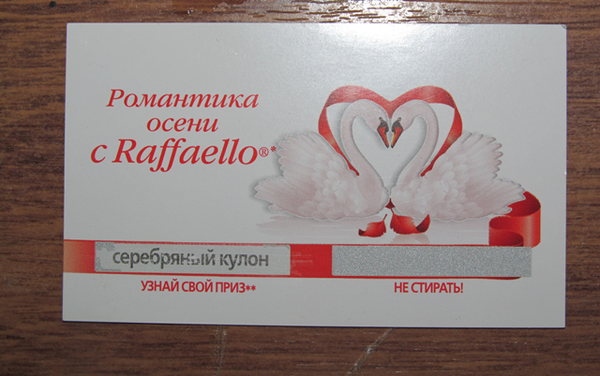 Романтика
осени
с Raffaello®*
серебряный кулон
УЗНАЙ СВОЙ ПРИЗ**
НЕ СТИРАТЬ!